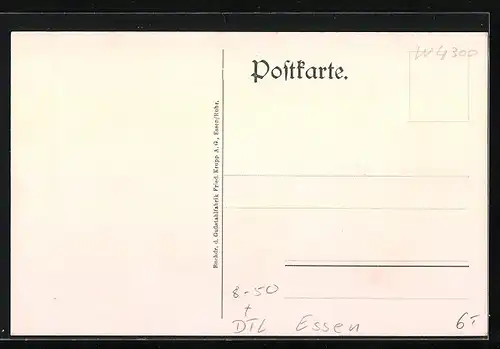 W4300
Postkarte.
Buchdr. d. Gußstahlfabrik Fried. Krupp A. G., Essen/Ruhr.
8-50
+
DTL Essen
6,-